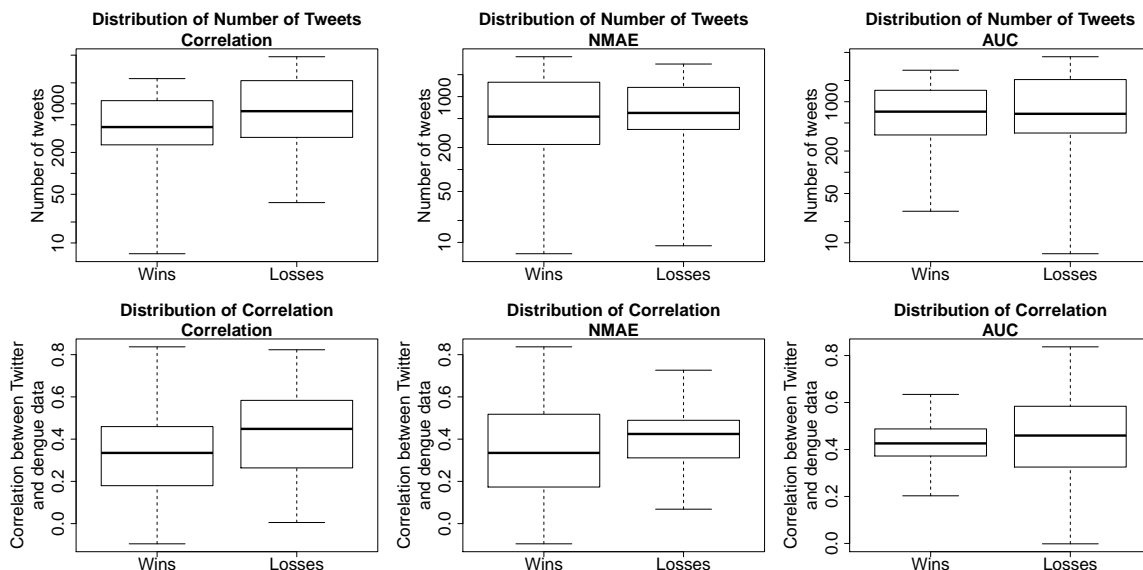 Distribution of Number of Tweets
Correlation
Number of tweets
1000
200
50
10
Wins
Losses
Distribution of Number of Tweets
NMAE
Number of tweets
1000
200
50
10
Wins
Losses
Distribution of Number of Tweets
AUC
Number of tweets
1000
200
50
10
Wins
Losses
Distribution of Correlation
Correlation
Correlation between Twitter
and dengue data
0.8
0.6
0.4
0.2
0.0
Wins
Losses
Distribution of Correlation
NMAE
Correlation between Twitter
and dengue data
0.8
0.6
0.4
0.2
0.0
Wins
Losses
Distribution of Correlation
AUC
Correlation between Twitter
and dengue data
0.8
0.6
0.4
0.2
0.0
Wins
Losses